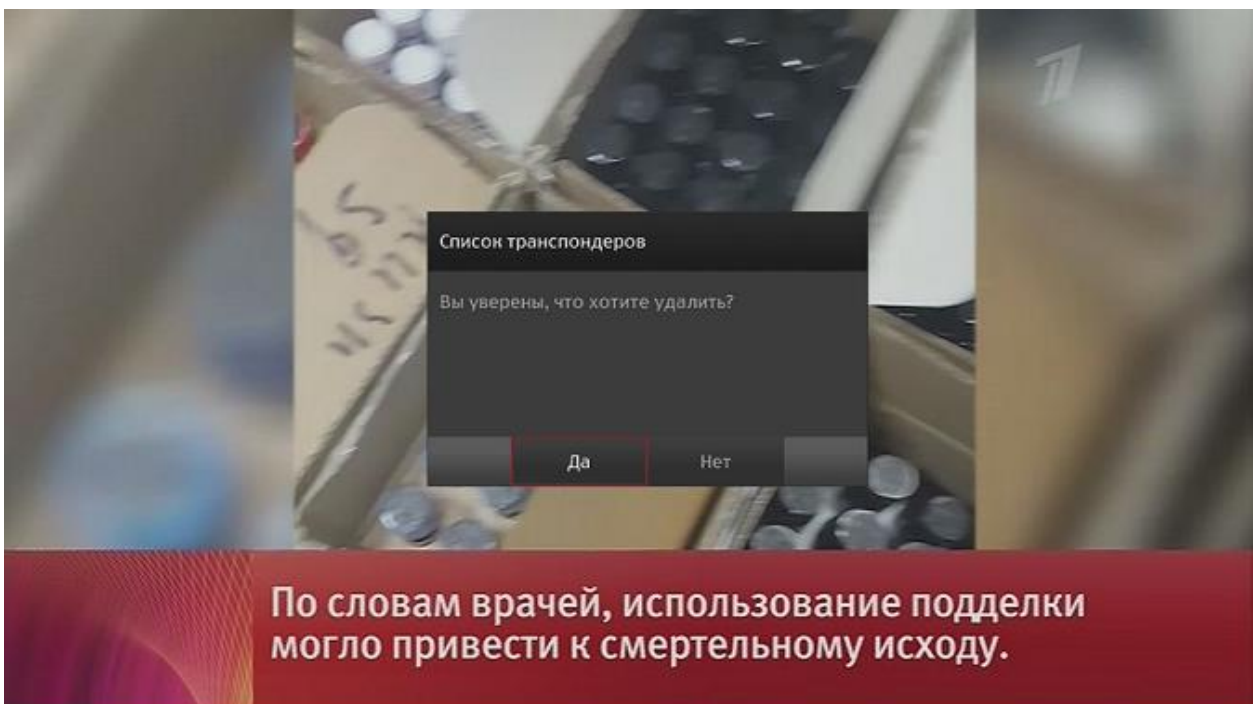 Список транспондеров
Вы уверены, что хотите удалить?
Да
Нет
По словам врачей, использование подделки
могло привести к смертельному исходу.